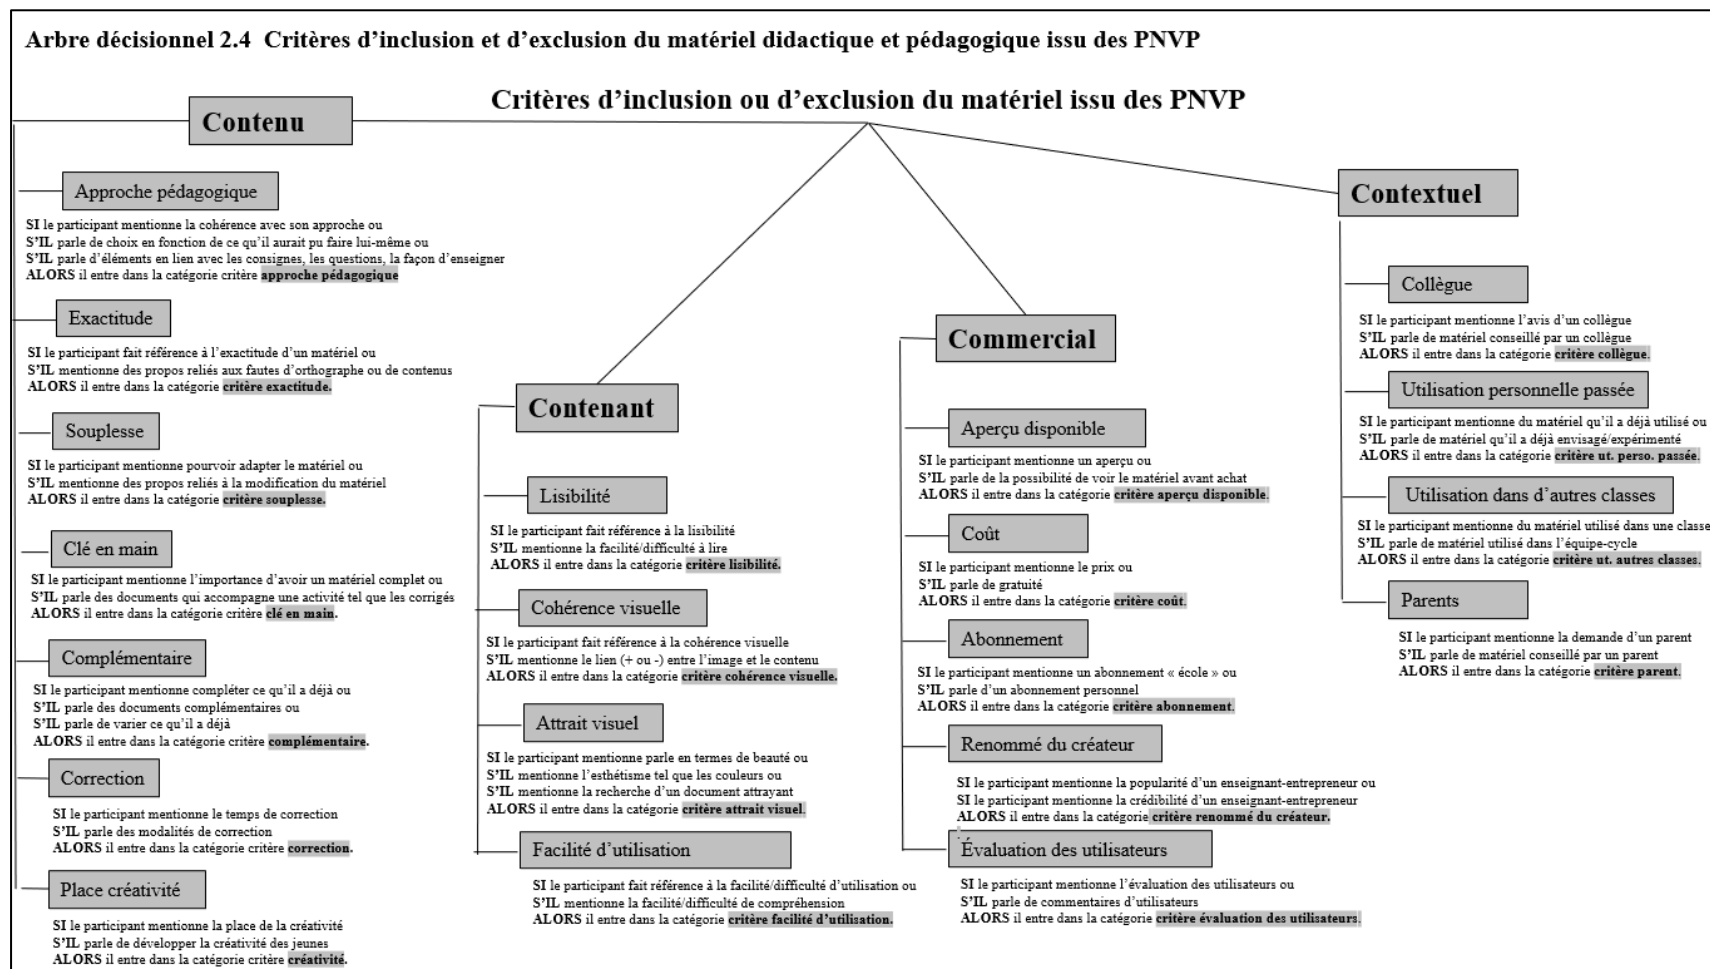 Arbre décisionnel 2.4 Critères d’inclusion et d’exclusion du matériel didactique et pédagogique issu des PNVP
Critères d’inclusion ou d’exclusion du matériel issu des PNVP
Contenu
Approche pédagogique
SI le participant mentionne la cohérence avec son approche ou
S’IL parle de choix en fonction de ce qu’il aurait pu faire lui-même ou
S’IL parle d’éléments en lien avec les consignes, les questions, la façon d’enseigner
ALORS il entre dans la catégorie critère approche pédagogique
Exactitude
SI le participant fait référence à l’exactitude d’un matériel ou
S’IL mentionne des propos reliés aux fautes d’orthographe ou de contenus
ALORS il entre dans la catégorie critère exactitude.
Souplesse
SI le participant mentionne pourvoir adapter le matériel ou
S’IL mentionne des propos reliés à la modification du matériel
ALORS il entre dans la catégorie critère souplesse.
Clé en main
SI le participant mentionne l’importance d’avoir un matériel complet ou
S’IL parle des documents qui accompagne une activité tel que les corrigés
ALORS il entre dans la catégorie critère clé en main.
Complémentaire
SI le participant mentionne compléter ce qu’il a déjà ou
S’IL parle des documents complémentaires ou
S’IL parle de varier ce qu’il a déjà
ALORS il entre dans la catégorie critère complémentaire.
Correction
SI le participant mentionne le temps de correction
S’IL parle des modalités de correction
ALORS il entre dans la catégorie critère correction.
Place créativité
SI le participant mentionne la place de la créativité
S’IL parle de développer la créativité des jeunes
ALORS il entre dans la catégorie critère créativité.
Contenant
Lisibilité
SI le participant fait référence à la lisibilité
S’IL mentionne la facilité/difficulté à lire
ALORS il entre dans la catégorie critère lisibilité.
Cohérence visuelle
SI le participant fait référence à la cohérence visuelle
S’IL mentionne le lien (+ ou -) entre l’image et le contenu
ALORS il entre dans la catégorie critère cohérence visuelle.
Attrait visuel
SI le participant mentionne parle en termes de beauté ou
S’IL mentionne l’esthétisme tel que les couleurs ou
S’IL mentionne la recherche d’un document attrayant
ALORS il entre dans la catégorie critère attrait visuel.
Facilité d’utilisation
SI le participant fait référence à la facilité/difficulté d’utilisation ou
S’IL mentionne la facilité/difficulté de compréhension
ALORS il entre dans la catégorie critère facilité d’utilisation.
Commercial
Aperçu disponible
SI le participant mentionne un aperçu ou
S’IL parle de la possibilité de voir le matériel avant achat
ALORS il entre dans la catégorie critère aperçu disponible.
Coût
SI le participant mentionne le prix ou
S’IL parle de gratuité
ALORS il entre dans la catégorie critère coût.
Abonnement
SI le participant mentionne un abonnement « école » ou
S’IL parle d’un abonnement personnel
ALORS il entre dans la catégorie critère abonnement.
Renommé du créateur
SI le participant mentionne la popularité d’un enseignant-entrepreneur ou
SI le participant mentionne la crédibilité d’un enseignant-entrepreneur
ALORS il entre dans la catégorie critère renommé du créateur.
Évaluation des utilisateurs
SI le participant mentionne l’évaluation des utilisateurs ou
S’IL parle de commentaires d’utilisateurs
ALORS il entre dans la catégorie critère évaluation des utilisateurs.
Contextuel
Collègue
SI le participant mentionne l’avis d’un collègue
S’IL parle de matériel conseillé par un collègue
ALORS il entre dans la catégorie critère collègue.
Utilisation personnelle passée
SI le participant mentionne du matériel qu’il a déjà utilisé ou
S’IL parle de matériel qu’il a déjà envisagé/expérimenté
ALORS il entre dans la catégorie critère ut. perso. passée.
Utilisation dans d’autres classes
SI le participant mentionne du matériel utilisé dans une classe
S’IL parle de matériel utilisé dans l’équipe-cycle
ALORS il entre dans la catégorie critère ut. autres classes.
Parents
SI le participant mentionne la demande d’un parent
S’IL parle de matériel conseillé par un parent
ALORS il entre dans la catégorie critère parent.